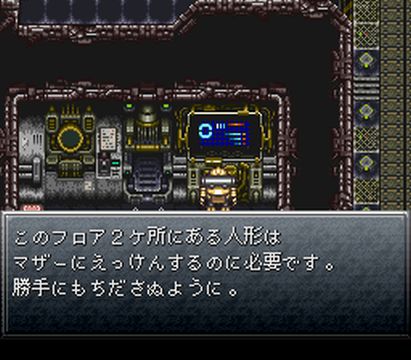 このフロア２ケ所にある人形は
マザーにえっけんするのに必要です。
勝手にもちださぬように。